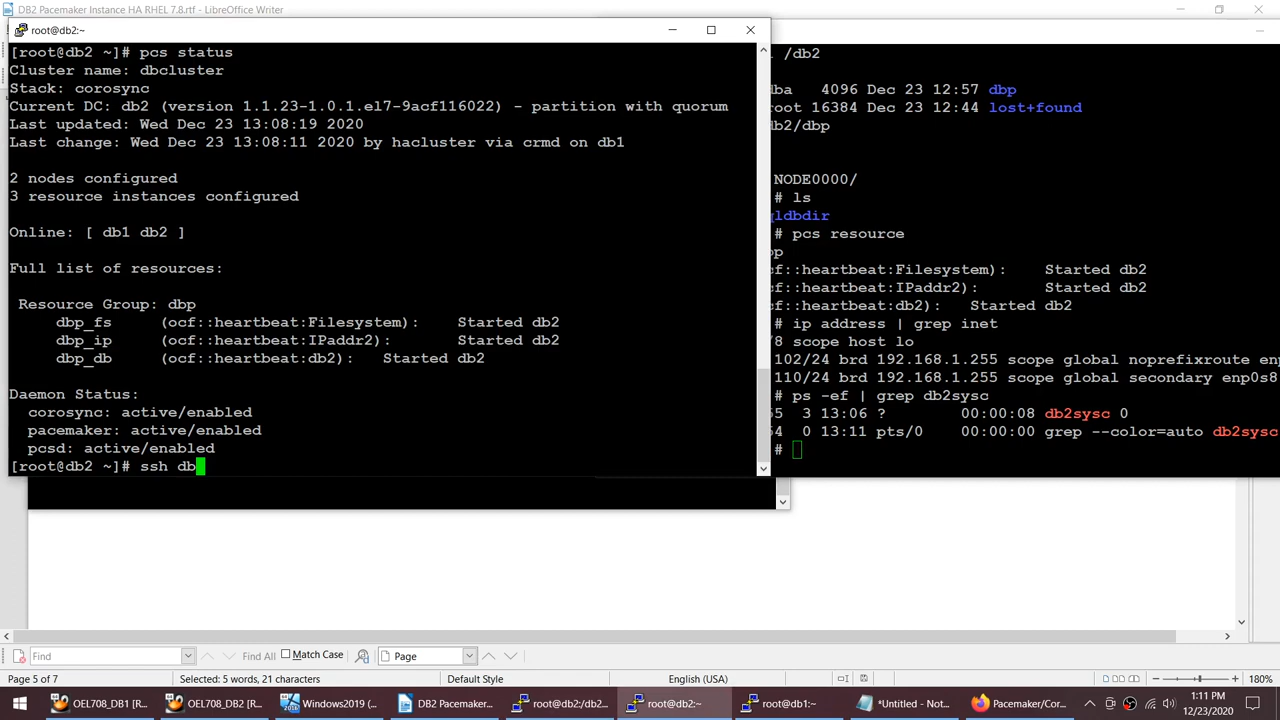 DB2 Pacemaker Instance HA RHEL 7.8.rtf - LibreOffice Writer
root@db2:~
[root@db2 ~]# pcs status
Cluster name: dbcluster
Stack: corosync
Current DC: db2 (version 1.1.23-1.0.1.el7-9acf116022) - partition with quorum
Last updated: Wed Dec 23 13:08:19 2020
Last change: Wed Dec 23 13:08:11 2020 by hacluster via crmd on db1
2 nodes configured
3 resource instances configured
Online: [ db1 db2 ]
Full list of resources:
Resource Group: dbp
dbp_fs (ocf::heartbeat:Filesystem): Started db2
dbp_ip (ocf::heartbeat:IPaddr2): Started db2
dbp_db (ocf::heartbeat:db2): Started db2
Daemon Status:
corosync: active/enabled
pacemaker: active/enabled
pcsd: active/enabled
[root@db2 ~]# ssh db
/db2
ba 4096 Dec 23 12:57 dbp
root 16384 Dec 23 12:44 lost+found
b2/dbp
NODE0000/
# ls
qldbdir
# pcs resource
p
cf::heartbeat:Filesystem): Started db2
cf::heartbeat:IPaddr2): Started db2
cf::heartbeat:db2): Started db2
# ip address | grep inet
/8 scope host lo
102/24 brd 192.168.1.255 scope global noprefixroute enp
110/24 brd 192.168.1.255 scope global secondary enp0s8
# ps -ef | grep db2sysc
55 3 13:06 ? 00:00:08 db2sysc 0
54 0 13:11 pts/0 00:00:00 grep --color=auto db2sysc
#
Find
Find All
Match Case
Page
Page 5 of 7
Selected: 5 words, 21 characters
Default Style
English (USA)
180%
OEL708_DB1 [R...
OEL708_DB2 [R...
Windows2019 (...
DB2 Pacemaker...
root@db2:/db2...
root@db2:~
root@db1:~
*Untitled - Not...
Pacemaker/Cor...
1:11 PM
12/23/2020